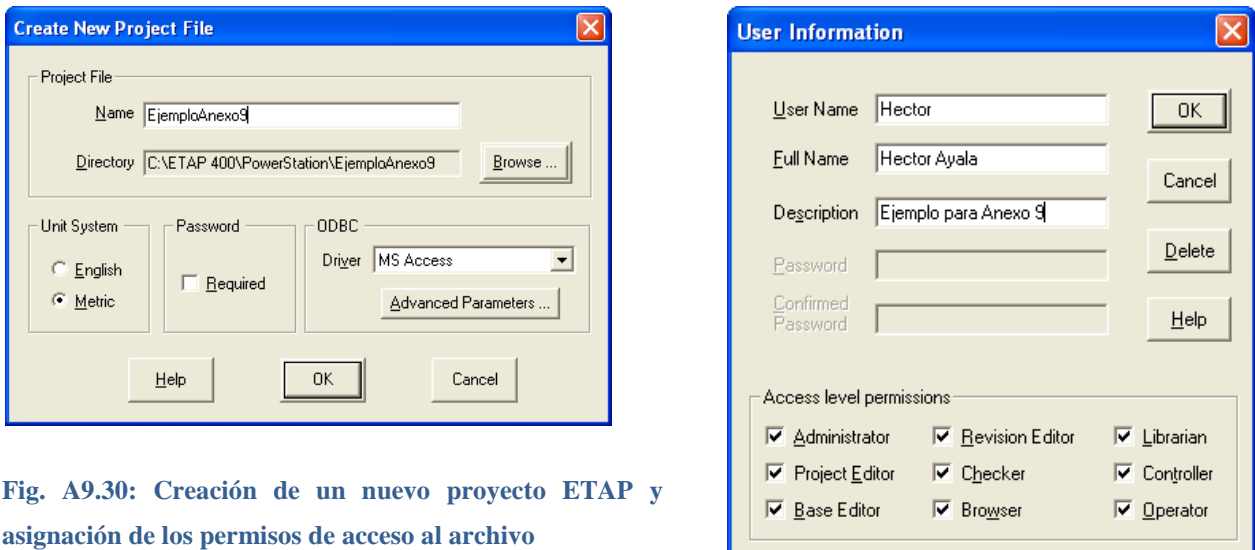 Create New Project File
Project File
Name EjemploAnexo9
Directory C:\ETAP 400\PowerStation\EjemploAnexo9 Browse ...
Unit System
English
Metric
Password
Required
ODBC
Driver MS Access
Advanced Parameters ...
Help OK Cancel
Fig. A9.30: Creación de un nuevo proyecto ETAP y
asignación de los permisos de acceso al archivo
User Information
User Name Hector OK
Full Name Hector Ayala
Cancel
Description Ejemplo para Anexo 9
Password
Delete
Confirmed
Password
Help
Access level permissions
Administrator Revision Editor Librarian
Project Editor Checker Controller
Base Editor Browser Operator